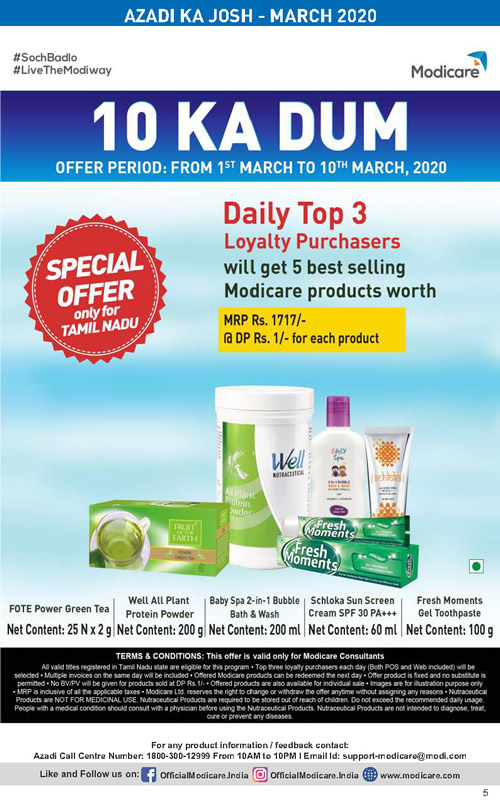 AZADI KA JOSH - MARCH 2020
#SochBadlo
#LiveTheModiway
Modicare
10 KA DUM
OFFER PERIOD: FROM 1ST MARCH TO 10TH MARCH, 2020
Daily Top 3
Loyalty Purchasers
will get 5 best selling
Modicare products worth
MRP Rs. 1717/-
@ DP Rs. 1/- for each product
SPECIAL
OFFER
only for
TAMIL NADU
Well
NUTRACEUTICAL
All Plant
Protein
Powder
BABY
Spa
2-in-1 BUBBLE
BATH & WASH
FRUIT
OF THE
EARTH
POWER
GREEN TEA
Fresh
Moments
Fresh
Moments
FOTE Power Green Tea
Net Content: 25 N x 2 g
Well All Plant
Protein Powder
Net Content: 200 g
Baby Spa 2-in-1 Bubble
Bath & Wash
Net Content: 200 ml
Schloka Sun Screen
Cream SPF 30 PA+++
Net Content: 60 ml
Fresh Moments
Gel Toothpaste
Net Content: 100 g
TERMS & CONDITIONS: This offer is valid only for Modicare Consultants
All valid titles registered in Tamil Nadu state are eligible for this program • Top three loyalty purchasers each day (Both POS and Web included) will be
selected • Multiple invoices on the same day will be included • Offered Modicare products can be redeemed the next day • Offer product is fixed and no substitute is
permitted • No BV/PV will be given for products sold at DP Rs.1/- • Offered products are also available for individual sale • Images are for illustration purpose only
• MRP is inclusive of all the applicable taxes • Modicare Ltd. reserves the right to change or withdraw the offer anytime without assigning any reasons • Nutraceutical
Products are NOT FOR MEDICINAL USE. Nutraceutical Products are required to be stored out of reach of children. Do not exceed the recommended daily usage.
People with a medical condition should consult with a physician before using the Nutraceutical Products. Nutraceutical Products are not intended to diagnose, treat,
cure or prevent any diseases.
For any product information / feedback contact:
Azadi Call Centre Number: 1800-300-12999 From 10AM to 10PM I Email Id: support-modicare@modi.com
Like and Follow us on: OfficialModicare.India OfficialModicare.India www.modicare.com
5